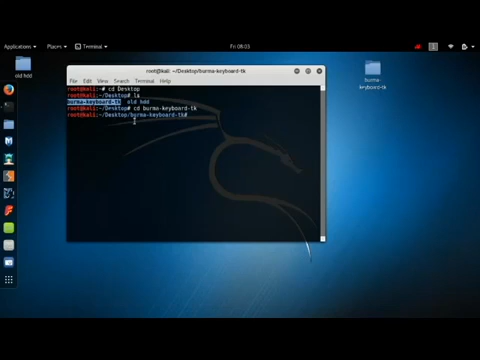 Applications
Places
Terminal
Fri 08:03
old hdd
burma-
keyboard-tk
root@kali: ~/Desktop/burma-keyboard-tk
File Edit View Search Terminal Help
root@kali:~# cd Desktop
root@kali:~/Desktop# ls
burma-keyboard-tk old hdd
root@kali:~/Desktop# cd burma-keyboard-tk
root@kali:~/Desktop/burma-keyboard-tk#